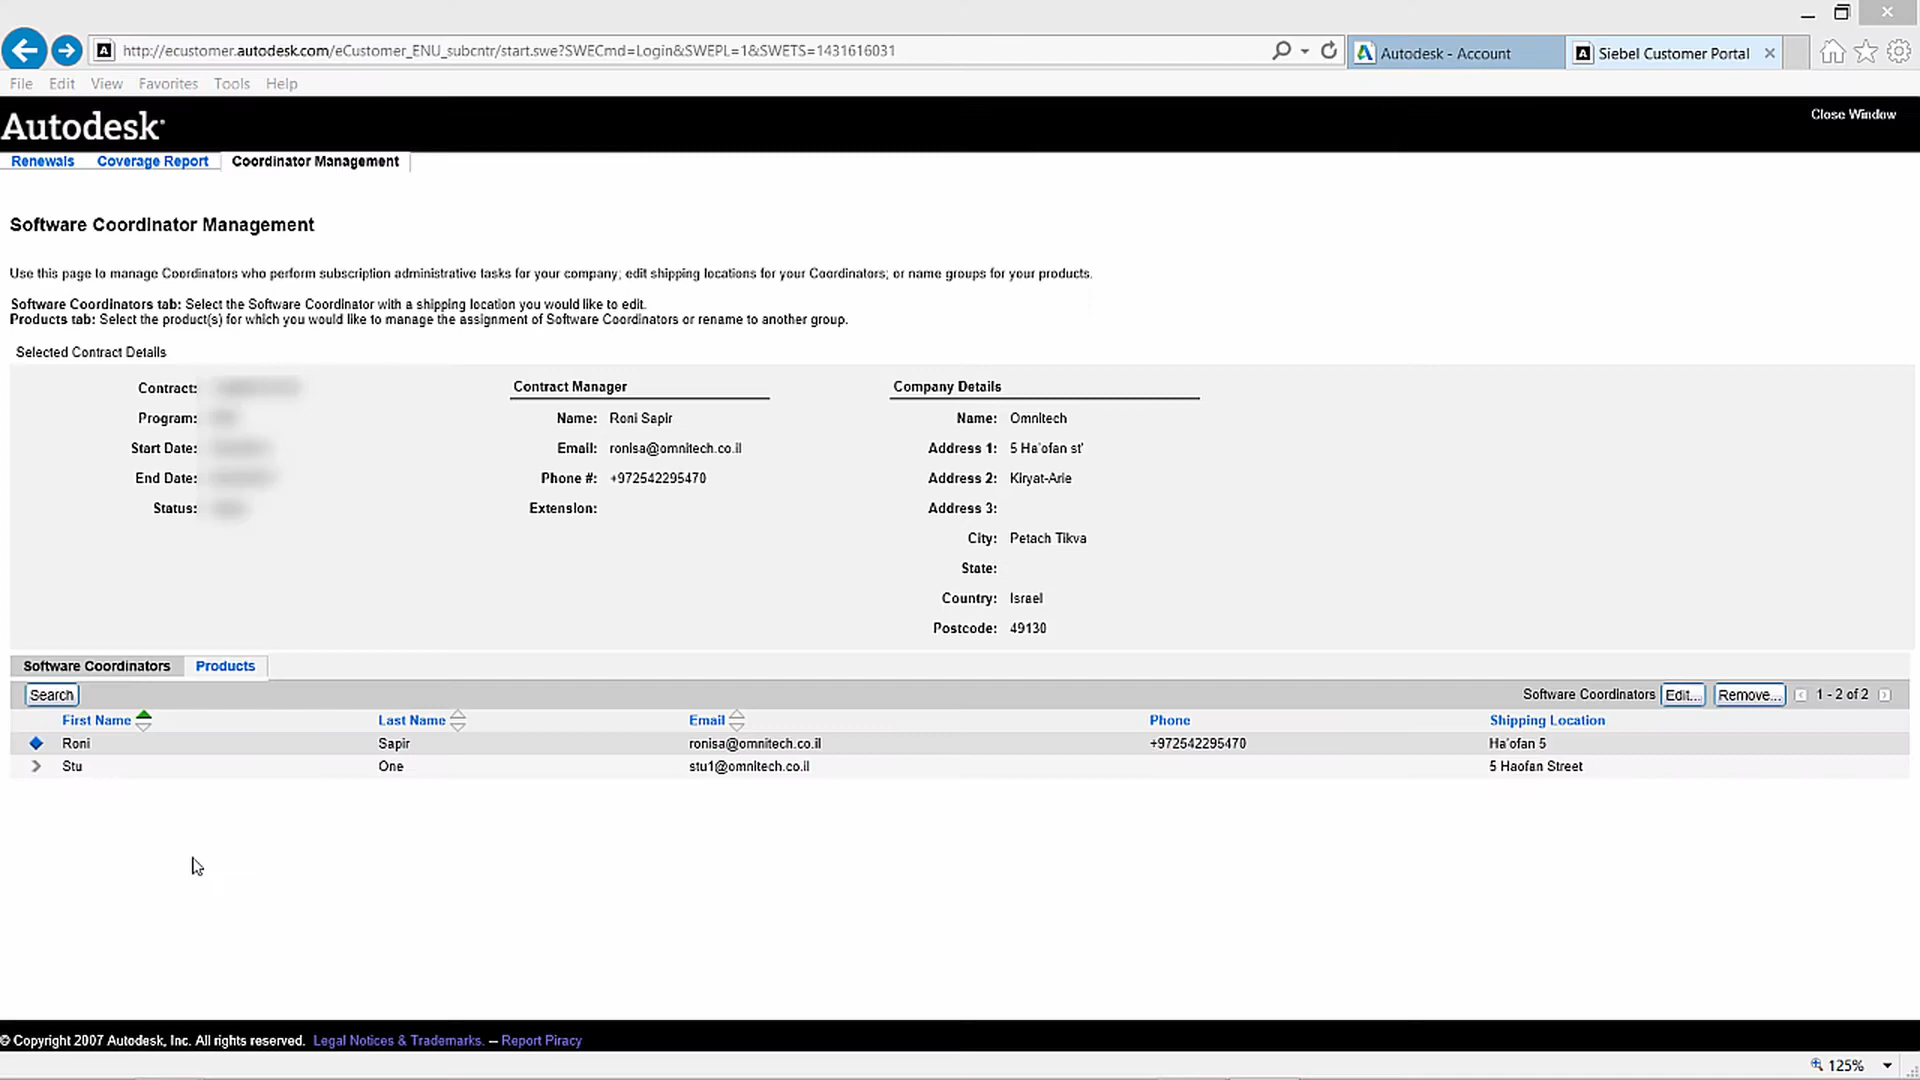 http://ecustomer.autodesk.com/eCustomer_ENU_subcntr/start.swe?SWECmd=Login&SWEPL=1&SWETS=1431616031
Autodesk - Account
Siebel Customer Portal
File Edit View Favorites Tools Help
Autodesk
Close Window
Renewals Coverage Report Coordinator Management
Software Coordinator Management
Use this page to manage Coordinators who perform subscription administrative tasks for your company; edit shipping locations for your Coordinators; or name groups for your products.
Software Coordinators tab: Select the Software Coordinator with a shipping location you would like to edit.
Products tab: Select the product(s) for which you would like to manage the assignment of Software Coordinators or rename to another group.
Selected Contract Details
Contract:
Program:
Start Date:
End Date:
Status:
Contract Manager
Name: Roni Sapir
Email: ronisa@omnitech.co.il
Phone #: +972542295470
Extension:
Company Details
Name: Omnitech
Address 1: 5 Ha'ofan st'
Address 2: Kiryat-Arie
Address 3:
City: Petach Tikva
State:
Country: Israel
Postcode: 49130
Software Coordinators Products
Search Software Coordinators Edit... Remove... 1 - 2 of 2
First Name Last Name Email Phone Shipping Location
Roni Sapir ronisa@omnitech.co.il +972542295470 Ha'ofan 5
Stu One stu1@omnitech.co.il 5 Haofan Street
© Copyright 2007 Autodesk, Inc. All rights reserved. Legal Notices & Trademarks. – Report Piracy
125%